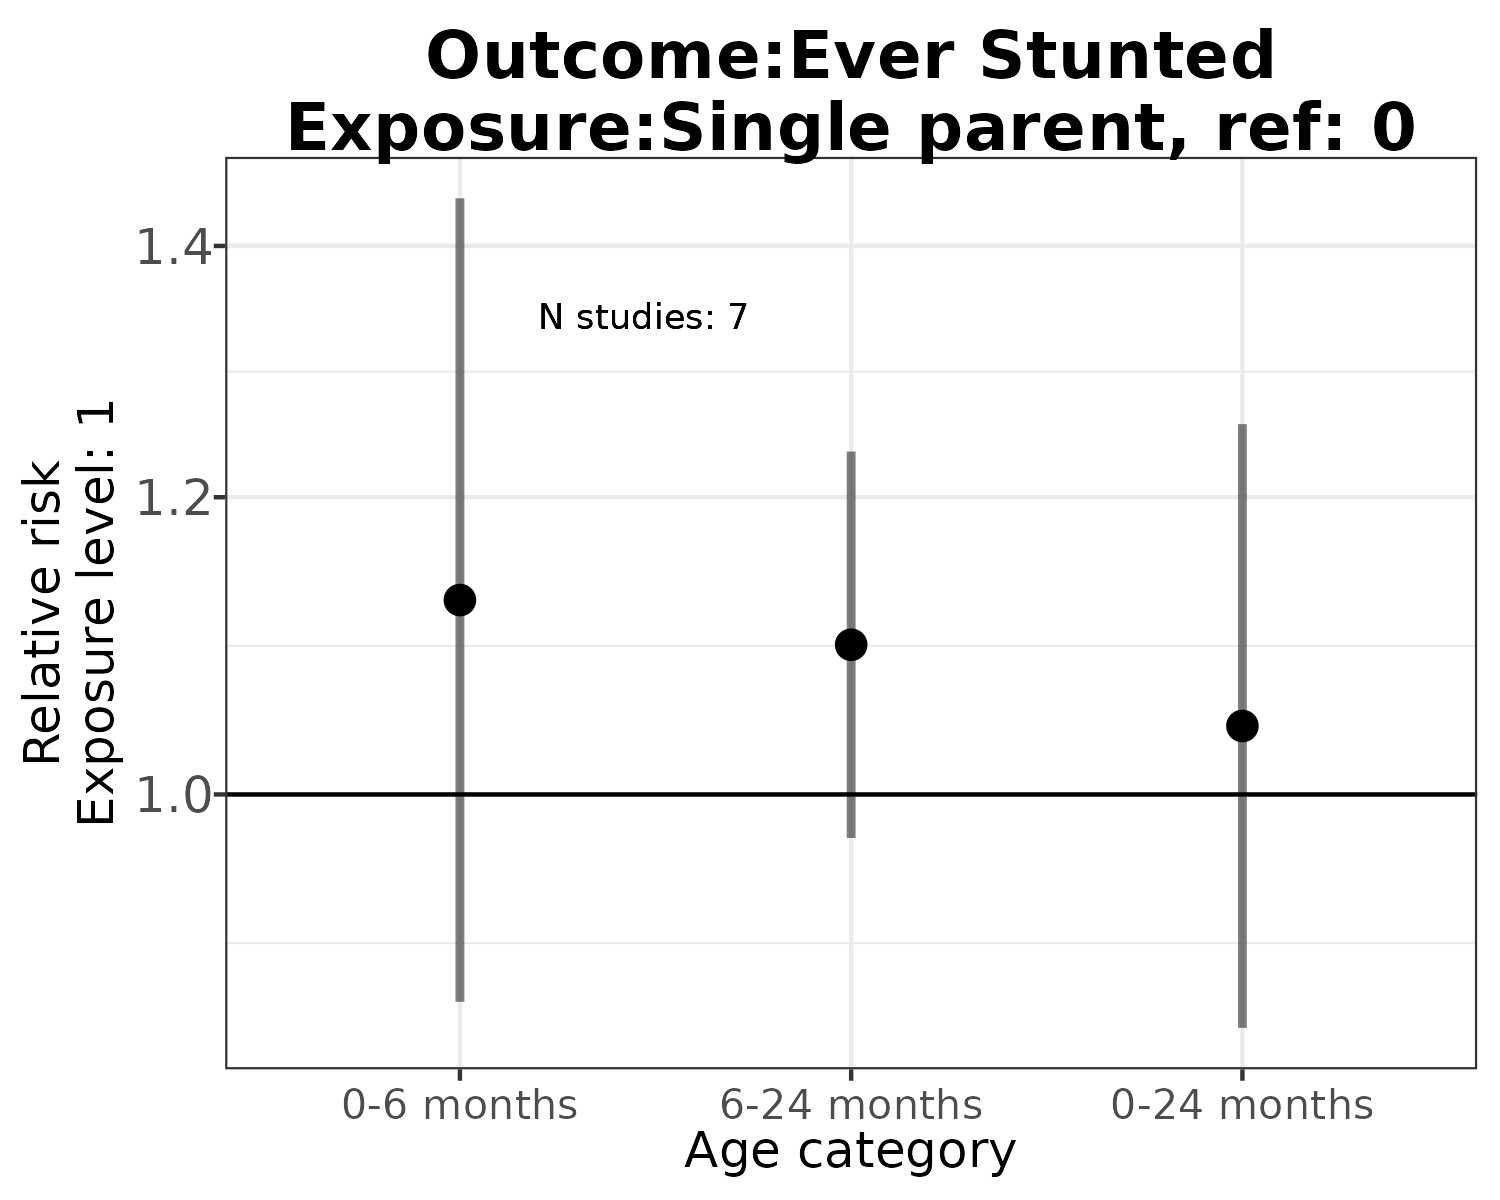 Outcome:Ever Stunted
Exposure:Single parent, ref: 0
Relative risk
Exposure level: 1
1.4
1.2
1.0
N studies: 7
0-6 months
6-24 months
0-24 months
Age category